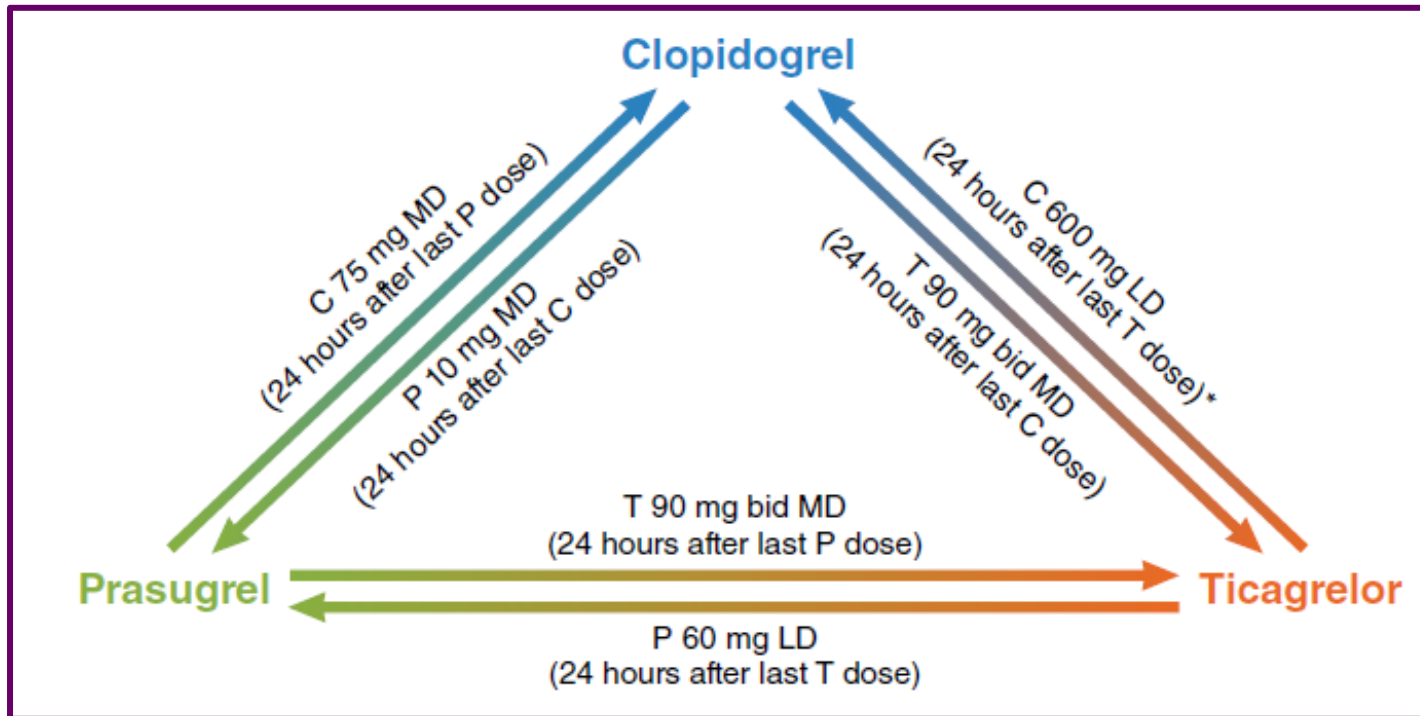 Clopidogrel
C 75 mg MD
(24 hours after last P dose)
P 10 mg MD
(24 hours after last C dose)
C 600 mg LD
(24 hours after last T dose)*
T 90 mg bid MD
(24 hours after last C dose)
T 90 mg bid MD
(24 hours after last P dose)
Prasugrel
Ticagrelor
P 60 mg LD
(24 hours after last T dose)